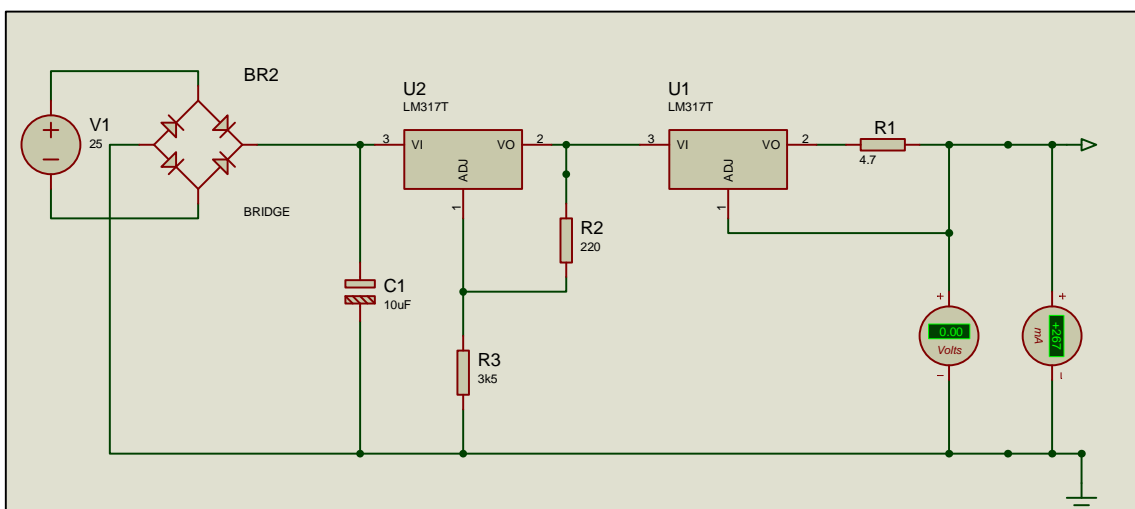 BR2
BRIDGE
V1
25
U2
LM317T
3
VI
VO
2
ADJ
1
U1
LM317T
3
VI
VO
2
ADJ
1
R1
4.7
R2
220
C1
10uF
R3
3k5
+
0.00
Volts
+
+267
mA